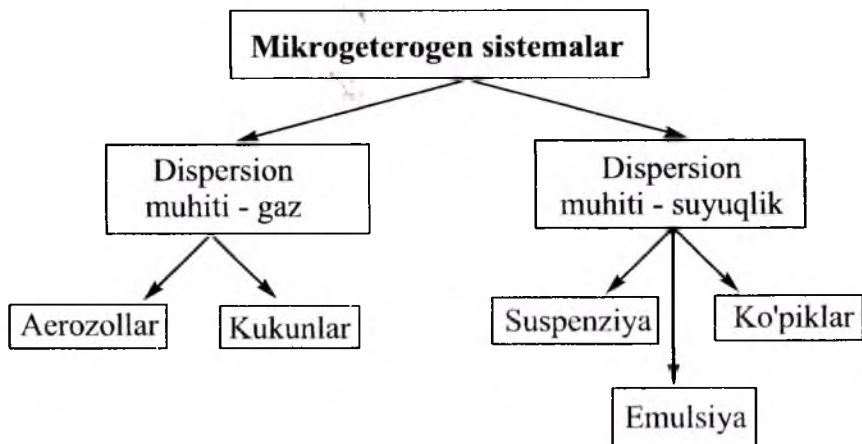 Mikrogeterogen sistemalar
Dispersion
muhiti - gaz
Dispersion
muhiti - suyuqlik
Aerozollar
Kukunlar
Suspenziya
Ko'piklar
Emulsiya